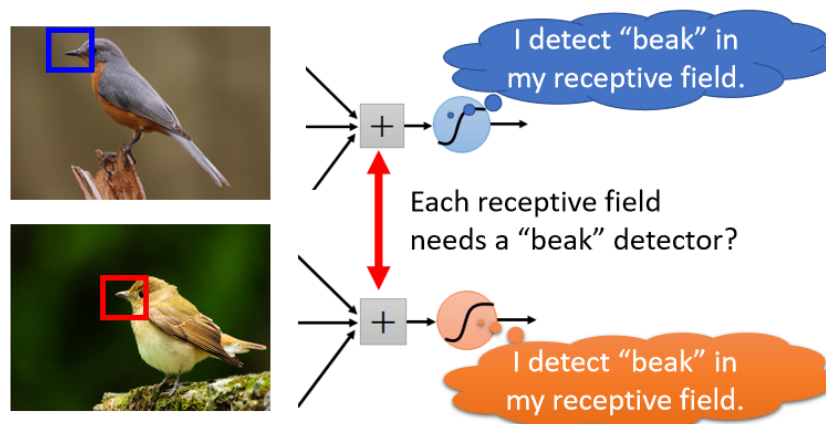 I detect “beak” in
my receptive field.
+
Each receptive field
needs a “beak” detector?
+
I detect “beak” in
my receptive field.